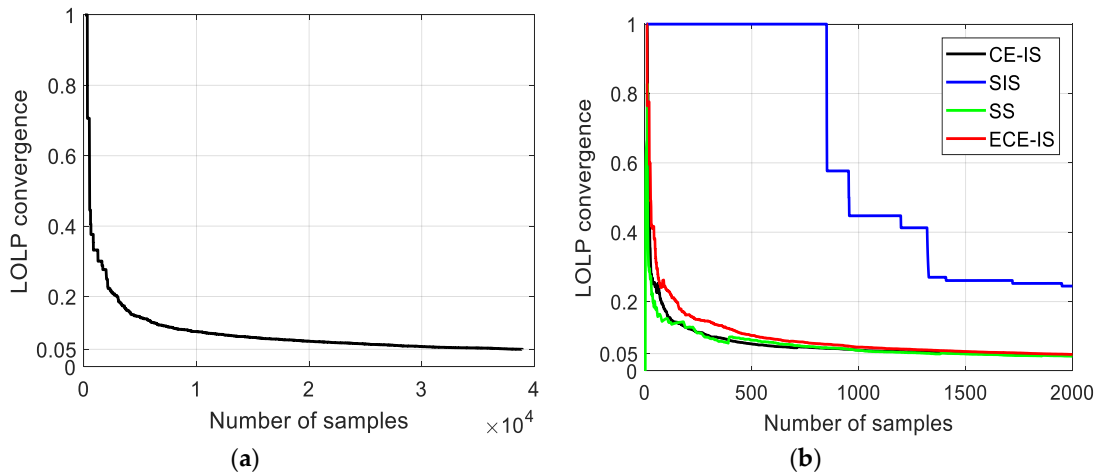 1
0.8
0.6
0.4
0.2
0.05
0
LOLP convergence
0
1
2
3
4
Number of samples
×10^4
(a)
1
0.8
0.6
0.4
0.2
0.05
0
LOLP convergence
CE-IS
SIS
SS
ECE-IS
0
500
1000
1500
2000
Number of samples
(b)